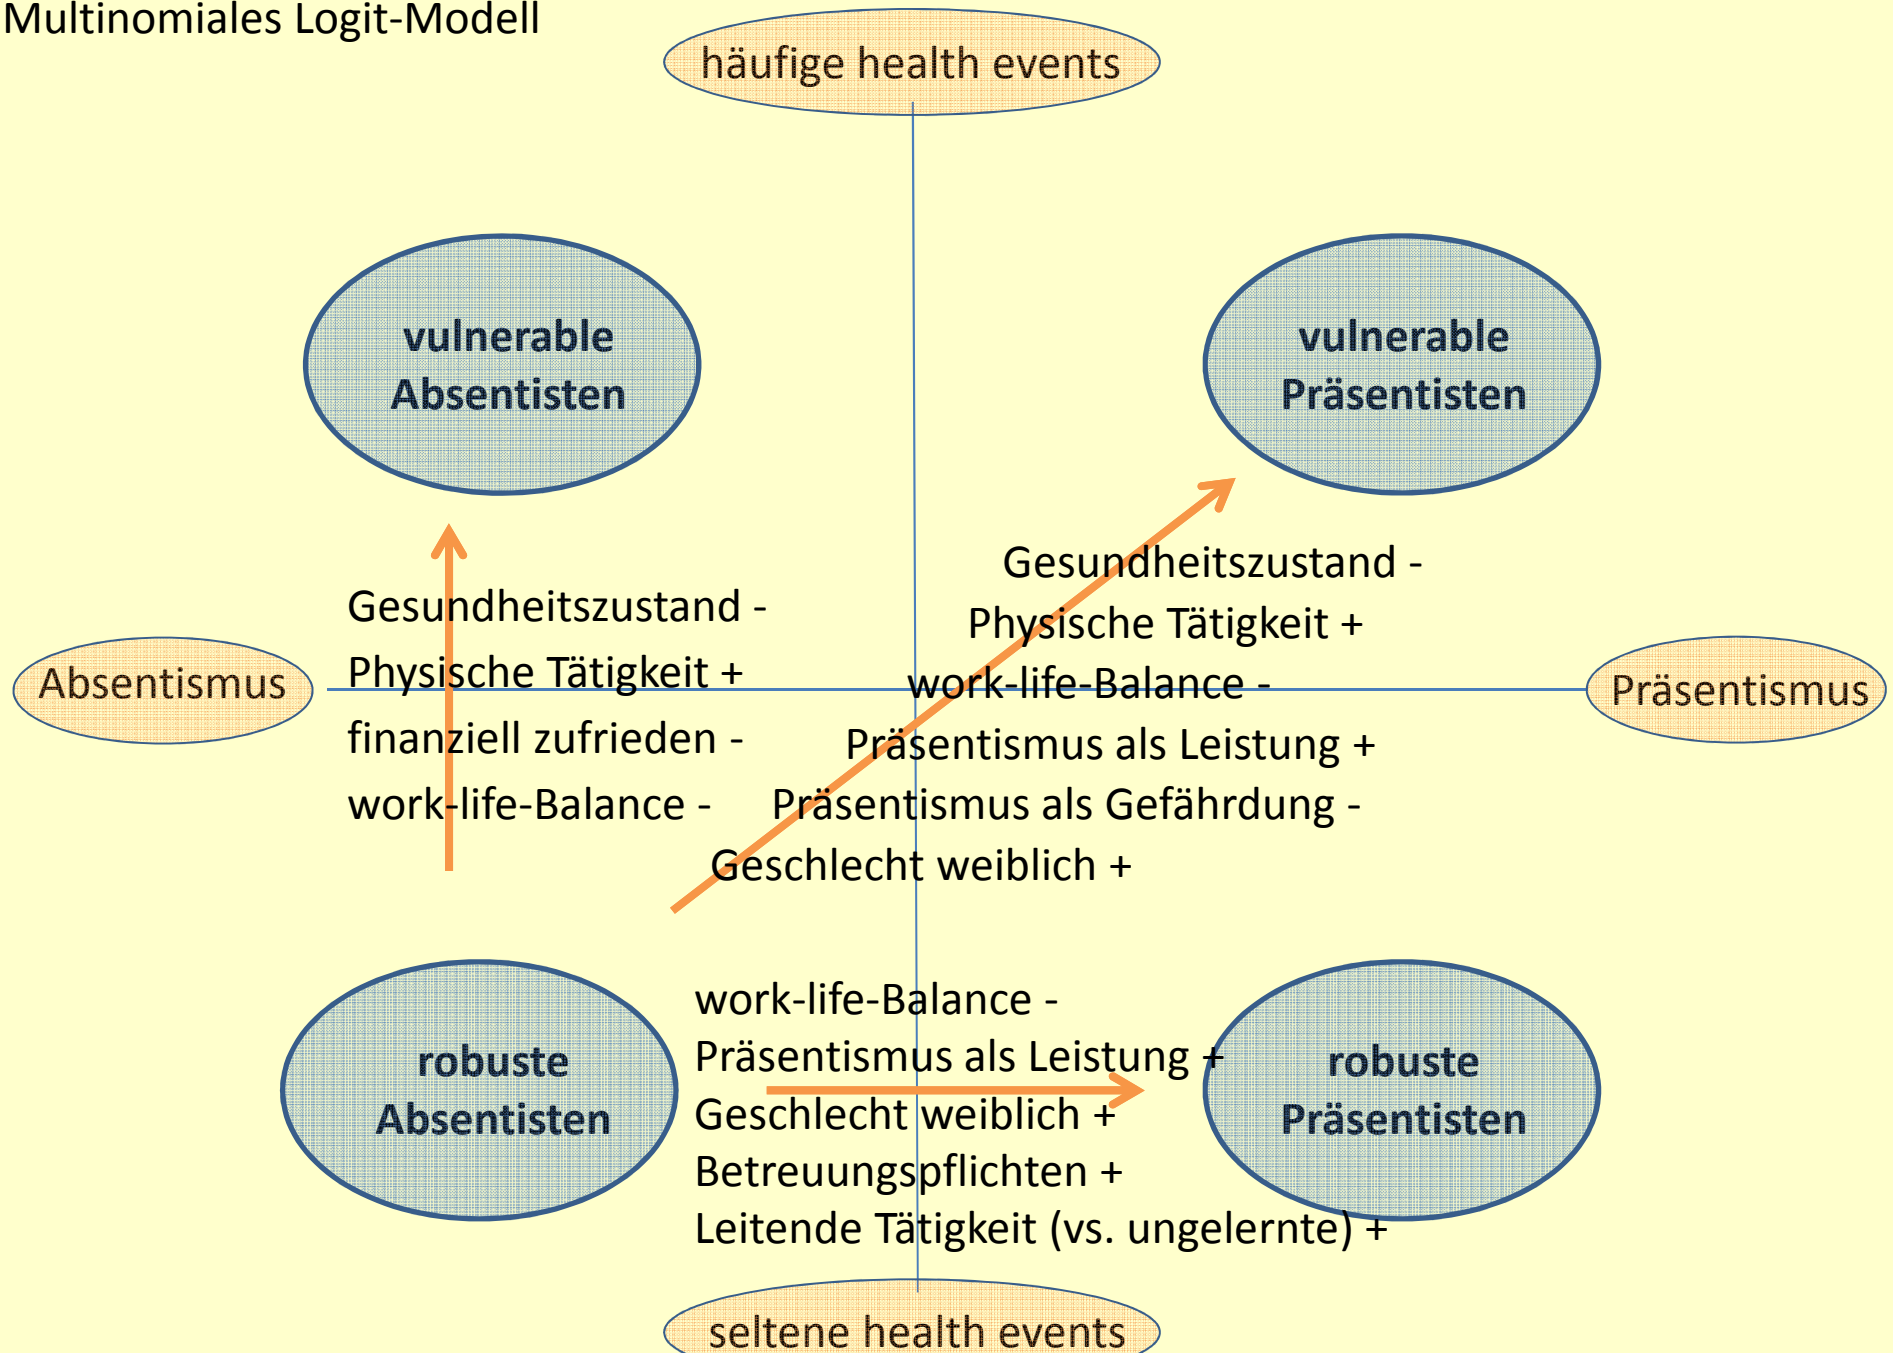 Multinomiales Logit-Modell
häufige health events
vulnerable
Absentisten
vulnerable
Präsentisten
Gesundheitszustand -
Physische Tätigkeit +
finanziell zufrieden -
work-life-Balance -
Gesundheitszustand -
Physische Tätigkeit +
work-life-Balance -
Präsentismus als Leistung +
Präsentismus als Gefährdung -
Geschlecht weiblich +
Absentismus
Präsentismus
robuste
Absentisten
work-life-Balance -
Präsentismus als Leistung +
Geschlecht weiblich +
Betreuungspflichten +
Leitende Tätigkeit (vs. ungelernte) +
robuste
Präsentisten
seltene health events